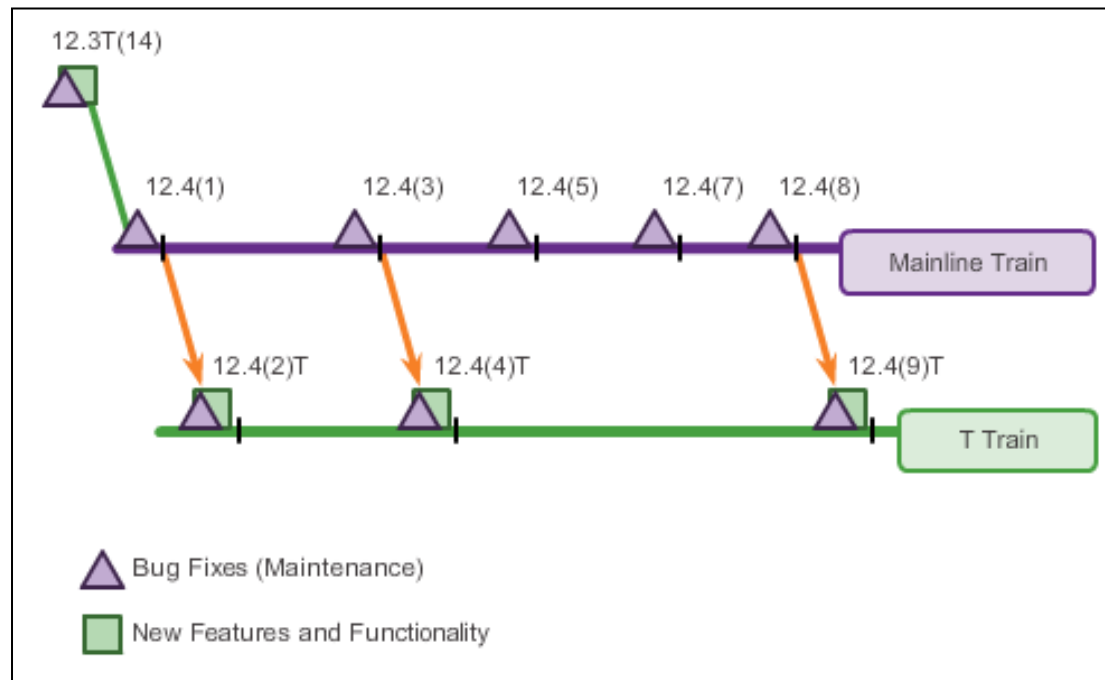 12.3T(14)
12.4(1)
12.4(3)
12.4(5)
12.4(7)
12.4(8)
Mainline Train
12.4(2)T
12.4(4)T
12.4(9)T
T Train
Bug Fixes (Maintenance)
New Features and Functionality